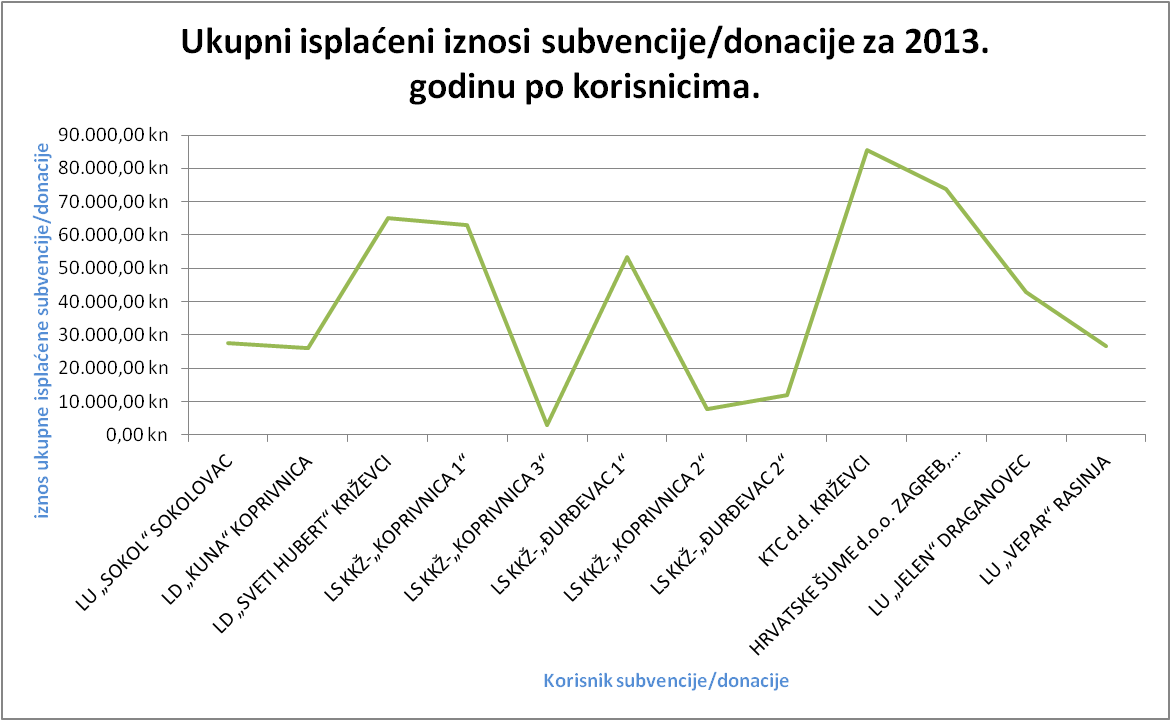 Ukupni isplaćeni iznosi subvencije/donacije za 2013.
godinu po korisnicima.
iznos ukupne isplaćene subvencije/donacije
90.000,00 kn
80.000,00 kn
70.000,00 kn
60.000,00 kn
50.000,00 kn
40.000,00 kn
30.000,00 kn
20.000,00 kn
10.000,00 kn
0,00 kn
LU „SOKOL“ SOKOLOVAC
LD „KUNA“ KOPRIVNICA
LD „SVETI HUBERT“ KRIŽEVCI
LS KKŽ-„KOPRIVNICA 1“
LS KKŽ-„KOPRIVNICA 3“
LS KKŽ-„ĐURĐEVAC 1“
LS KKŽ-„KOPRIVNICA 2“
LS KKŽ-„ĐURĐEVAC 2“
KTC d.d. KRIŽEVCI
HRVATSKE ŠUME d.o.o. ZAGREB,...
LU „JELEN“ DRAGANOVEC
LU „VEPAR“ RASINJA
Korisnik subvencije/donacije